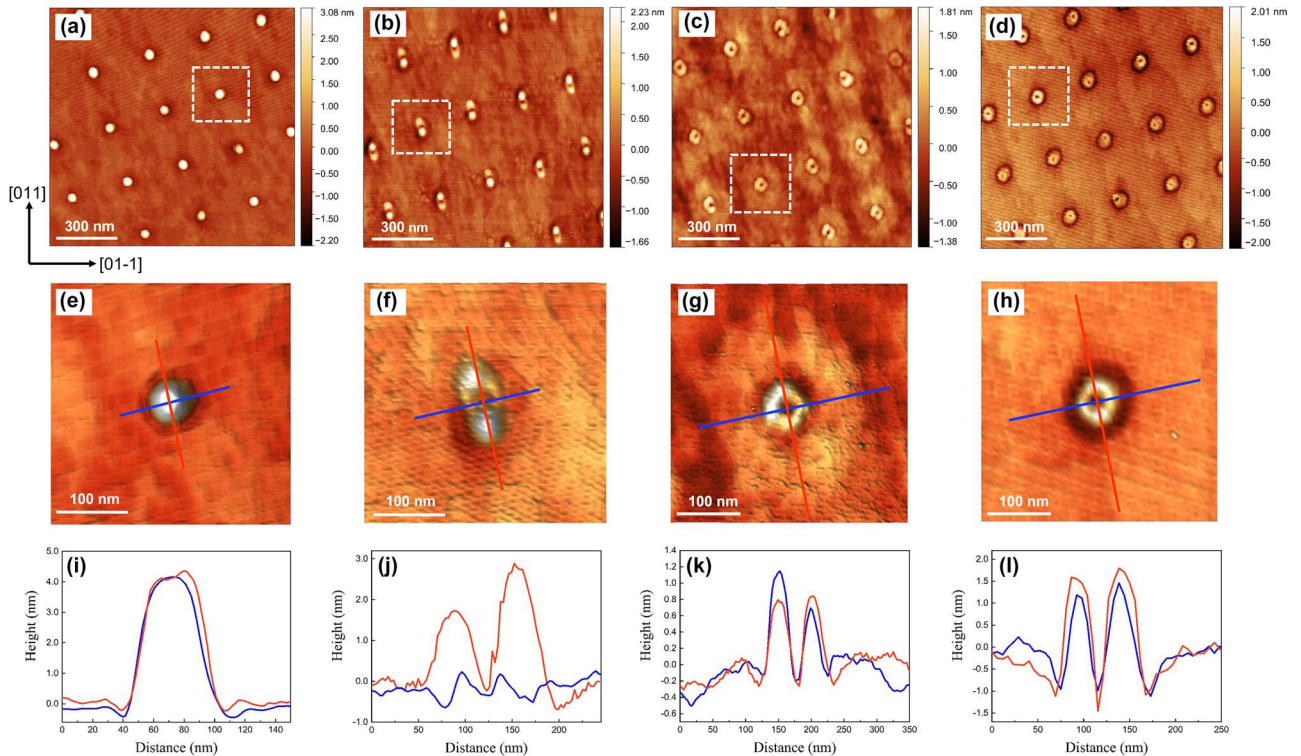 (a)
3.08 nm
2.50
2.00
1.50
1.00
0.50
0.00
−0.50
−1.00
−1.50
−2.20
300 nm
(b)
2.23 nm
2.00
1.50
1.00
0.50
0.00
−0.50
−1.00
−1.66
300 nm
(c)
1.81 nm
1.50
1.00
0.50
0.00
−0.50
−1.00
−1.38
300 nm
(d)
2.01 nm
1.50
1.00
0.50
0.00
−0.50
−1.00
−1.50
−2.00
300 nm
[011]
[01-1]
(e)
100 nm
(f)
100 nm
(g)
100 nm
(h)
100 nm
(i)
Height (nm)
5.0
4.0
3.0
2.0
1.0
0.0
0 20 40 60 80 100 120 140
Distance (nm)
(j)
Height (nm)
3.0
2.0
1.0
0.0
-1.0
0 50 100 150 200
Distance (nm)
(k)
Height (nm)
1.4
1.2
1.0
0.8
0.6
0.4
0.2
0.0
-0.2
-0.4
-0.6
0 50 100 150 200 250 300 350
Distance (nm)
(l)
Height (nm)
2.0
1.5
1.0
0.5
0.0
-0.5
-1.0
-1.5
0 50 100 150 200 250
Distance (nm)